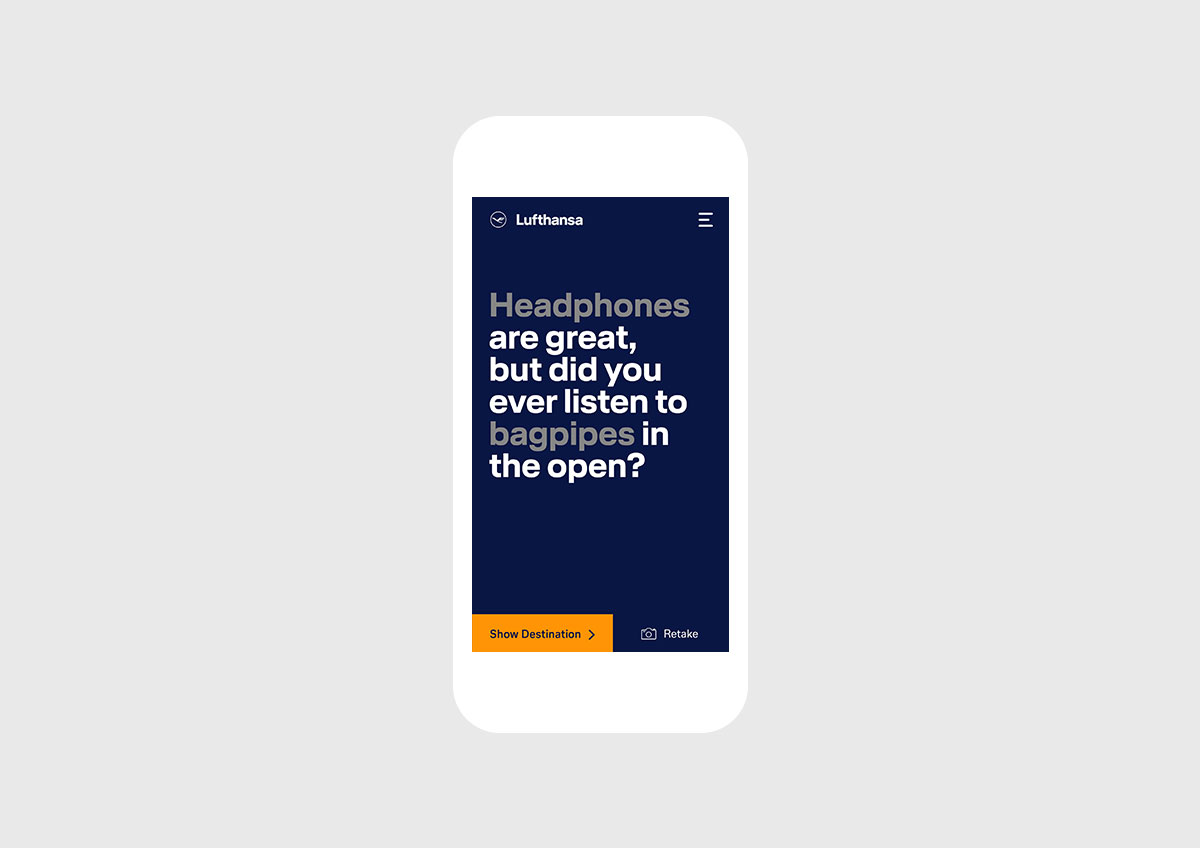 Lufthansa
Headphones
are great,
but did you
ever listen to
bagpipes in
the open?
Show Destination
Retake